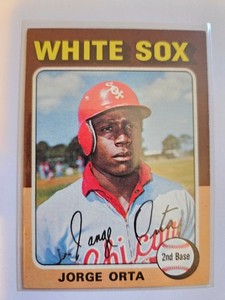 WHITE SOX
SOX
Jorge Orta
Chicago
2nd Base
JORGE ORTA